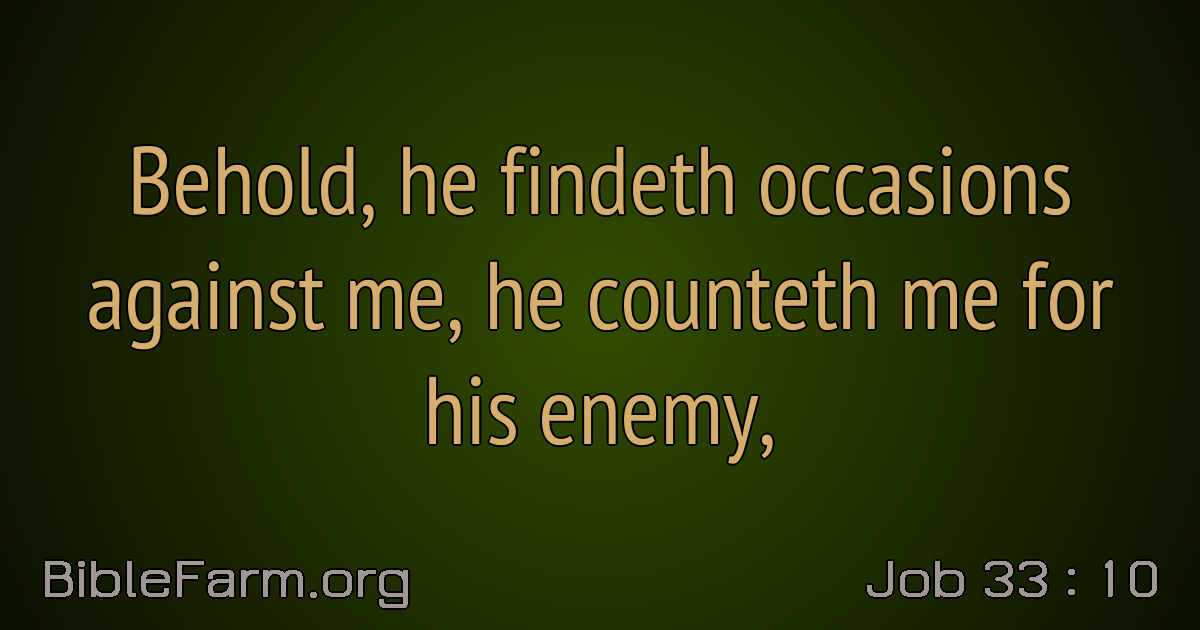 Behold, he findeth occasions
against me, he counteth me for
his enemy,
BibleFarm.org
Job 33 : 10